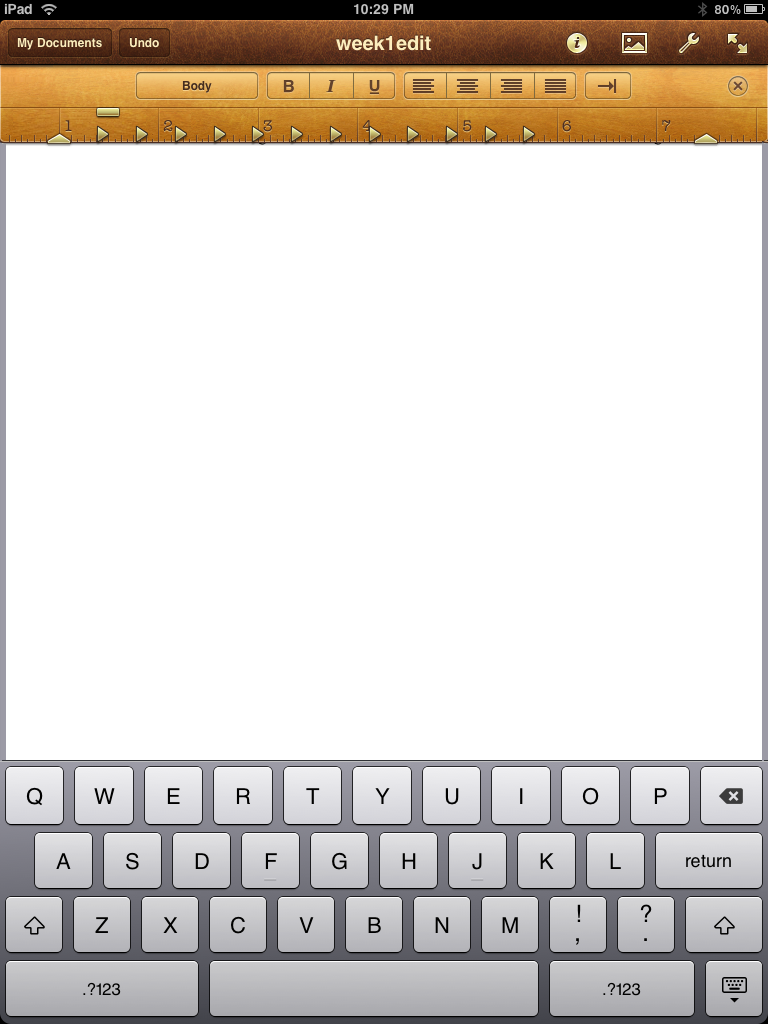 iPad 10:29 PM 80%
My Documents Undo week1edit
Body B I U
1 2 3 4 5 6 7
Q W E R T Y U I O P
A S D F G H J K L return
Z X C V B N M ! , ? .
.?123 .?123